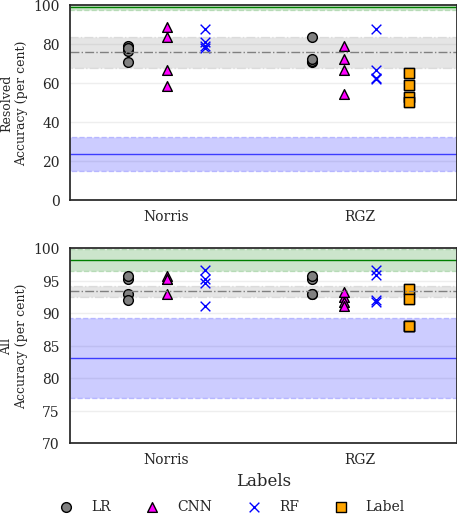 100
80
60
40
20
0
Resolved
Accuracy (per cent)
Norris RGZ
100
95
90
85
80
75
70
All
Accuracy (per cent)
Norris RGZ
Labels
LR CNN RF Label